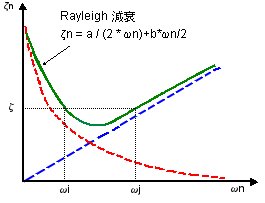 ζn
Rayleigh 減衰
ζn = a / (2 * ωn)+b*ωn/2
ζ
ωi
ωj
ωn